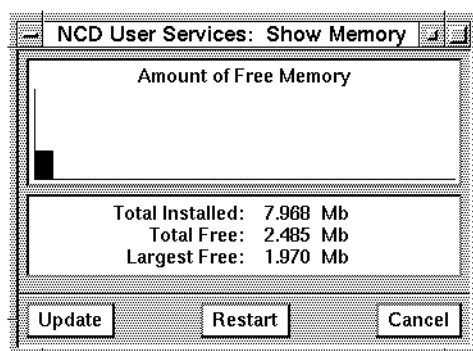 NCD User Services: Show Memory
Amount of Free Memory
Total Installed: 7.968 Mb
Total Free: 2.485 Mb
Largest Free: 1.970 Mb
Update Restart Cancel